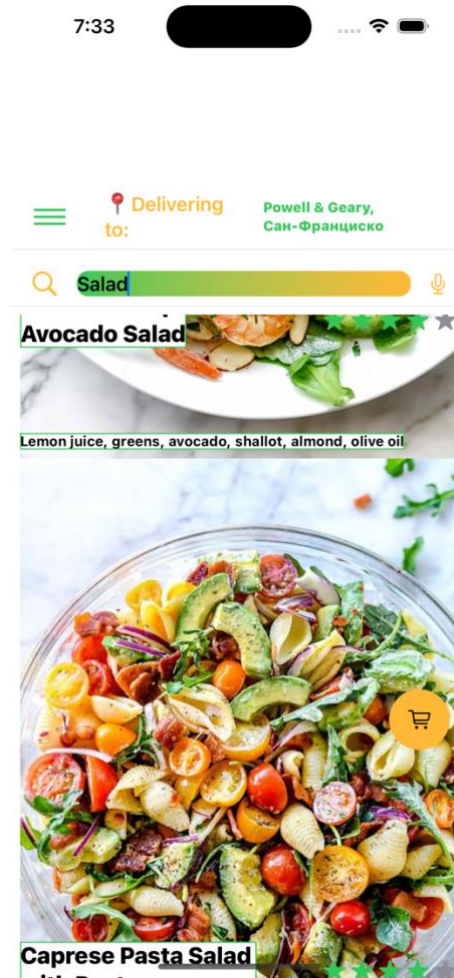 7:33
Delivering
to:
Powell & Geary,
Сан-Франциско
Salad
Avocado Salad
Lemon juice, greens, avocado, shallot, almond, olive oil
Caprese Pasta Salad